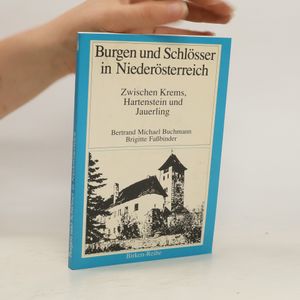 Burgen und Schlösser
in Niederösterreich
Zwischen Krems,
Hartenstein und
Jauerling
Bertrand Michael Buchmann
Brigitte Faßbinder
Birken-Reihe